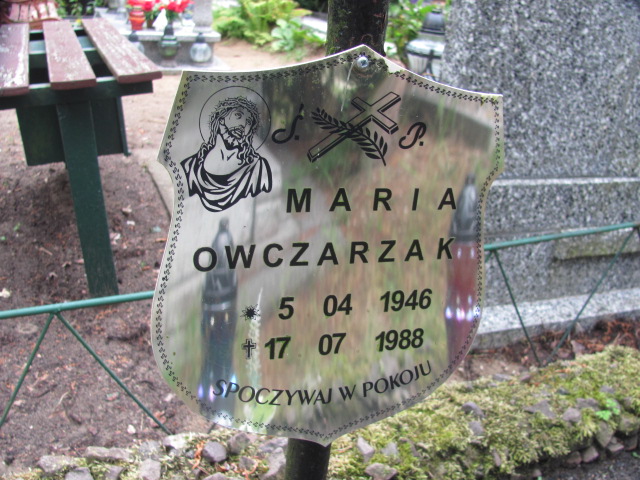 Ś. P.
MARIA
OWCZARZAK
5 04 1946
17 07 1988
SPOCZYWAJ W POKOJU